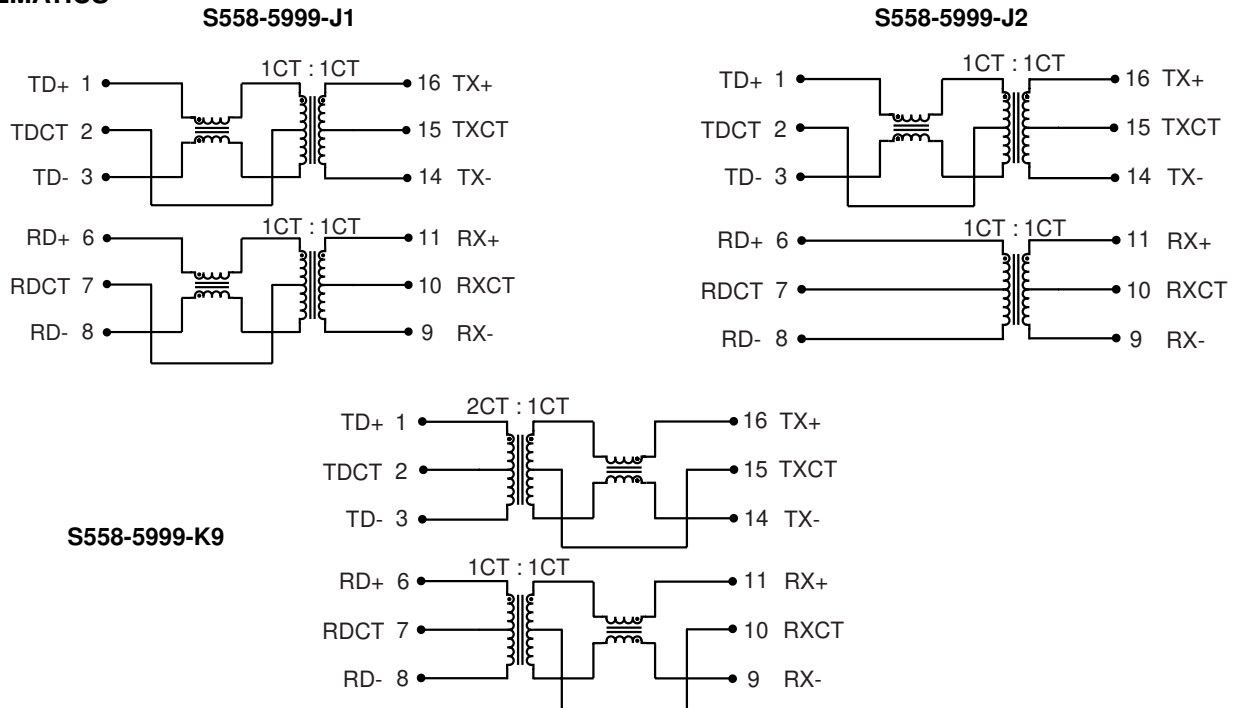 S558-5999-J1
1CT : 1CT
TD+ 1
16 TX+
TDCT 2
15 TXCT
TD- 3
14 TX-
1CT : 1CT
RD+ 6
11 RX+
RDCT 7
10 RXCT
RD- 8
9 RX-
S558-5999-J2
1CT : 1CT
TD+ 1
16 TX+
TDCT 2
15 TXCT
TD- 3
14 TX-
1CT : 1CT
RD+ 6
11 RX+
RDCT 7
10 RXCT
RD- 8
9 RX-
S558-5999-K9
2CT : 1CT
TD+ 1
16 TX+
TDCT 2
15 TXCT
TD- 3
14 TX-
1CT : 1CT
RD+ 6
11 RX+
RDCT 7
10 RXCT
RD- 8
9 RX-